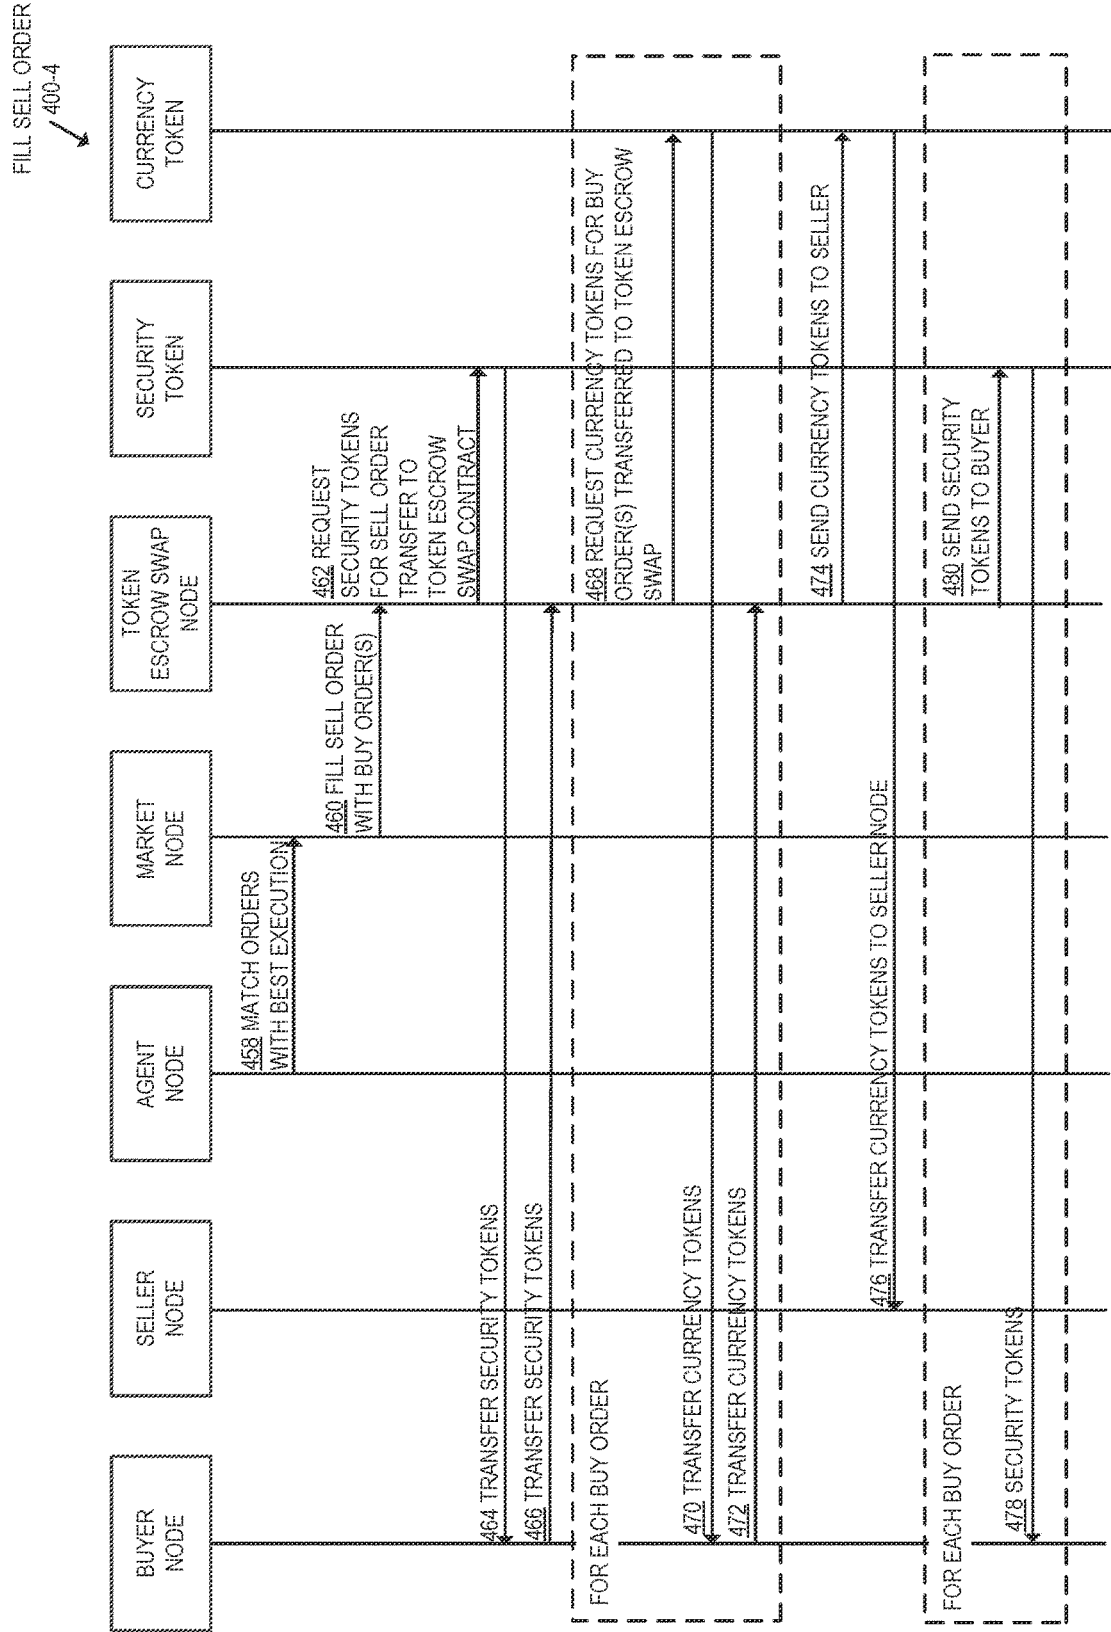 FILL SELL ORDER
400-4
BUYER
NODE
SELLER
NODE
AGENT
NODE
MARKET
NODE
TOKEN
ESCROW SWAP
NODE
SECURITY
TOKEN
CURRENCY
TOKEN
458 MATCH ORDERS
WITH BEST EXECUTION
460 FILL SELL ORDER
WITH BUY ORDER(S)
462 REQUEST
SECURITY TOKENS
FOR SELL ORDER
TRANSFER TO
TOKEN ESCROW
SWAP CONTRACT
464 TRANSFER SECURITY TOKENS
466 TRANSFER SECURITY TOKENS
FOR EACH BUY ORDER
468 REQUEST CURRENCY TOKENS FOR BUY
ORDER(S) TRANSFERRED TO TOKEN ESCROW
SWAP
470 TRANSFER CURRENCY TOKENS
472 TRANSFER CURRENCY TOKENS
474 SEND CURRENCY TOKENS TO SELLER
476 TRANSFER CURRENCY TOKENS TO SELLER NODE
FOR EACH BUY ORDER
480 SEND SECURITY
TOKENS TO BUYER
478 SECURITY TOKENS